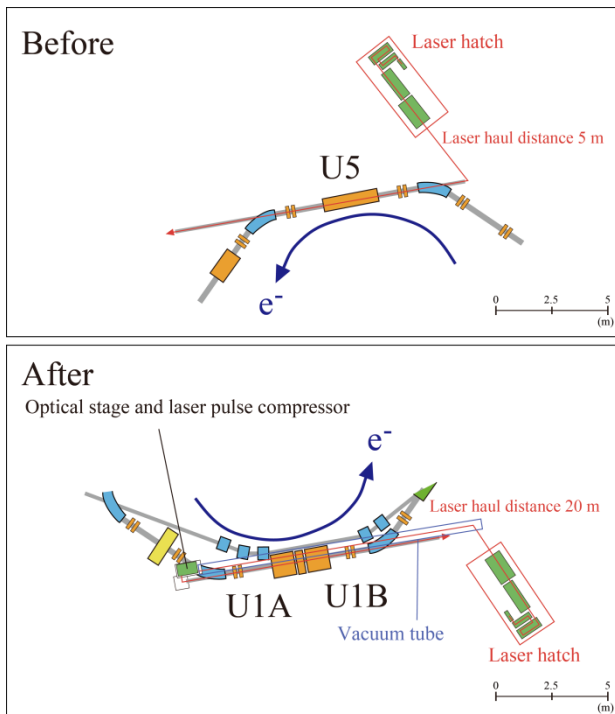 Before
Laser hatch
Laser haul distance 5 m
U5
e-
0 2.5 5
(m)
After
Optical stage and laser pulse compressor
e-
Laser haul distance 20 m
U1A
U1B
Vacuum tube
Laser hatch
0 2.5 5
(m)